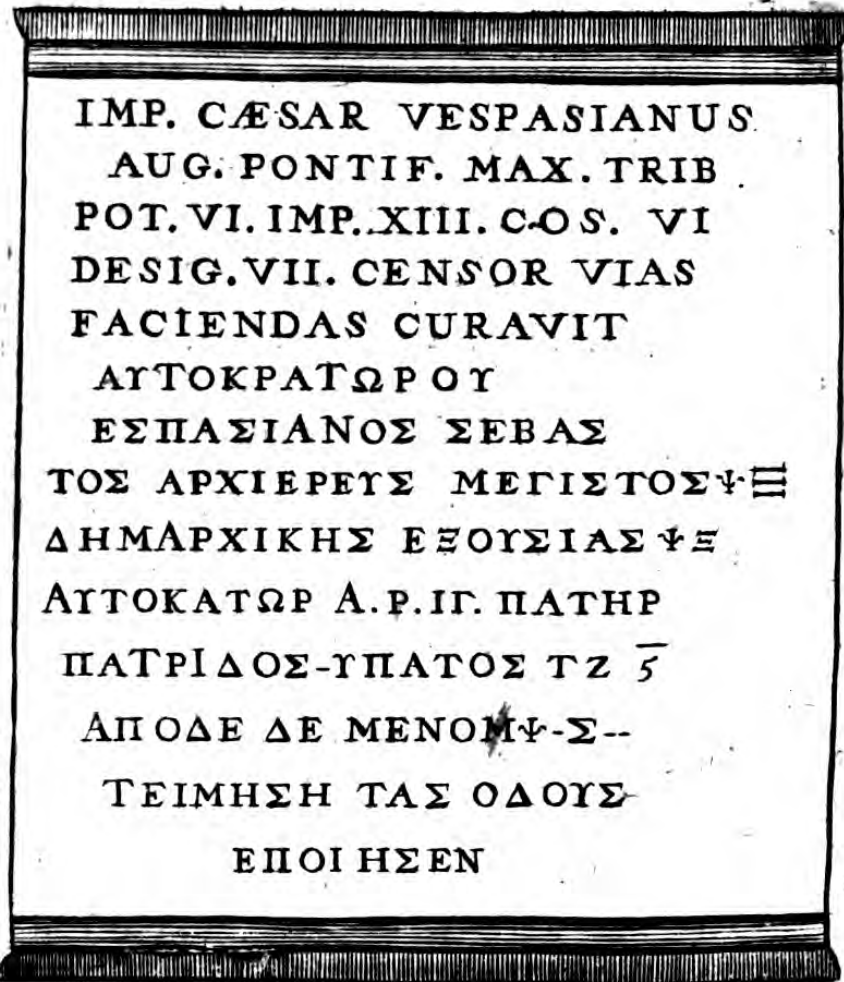 IMP. CÆSAR VESPASIANUS
AUG. PONTIF. MAX. TRIB
POT. VI. IMP. XIII. COS. VI
DESIG. VII. CENSOR VIAS
FACIENDAS CURAVIT
ΑΥΤΟΚΡΑΤΩΡ ΟΥ
ΕΣΠΑΣΙΑΝΟΣ ΣΕΒΑΣ
ΤΟΣ ΑΡΧΙΕΡΕΥΣ ΜΕΓΙΣΤΟΣ
ΔΗΜΑΡΧΙΚΗΣ ΕΞΟΥΣΙΑΣ
ΑΥΤΟΚΑΤΩΡ Α.Ρ.ΙΓ. ΠΑΤΗΡ
ΠΑΤΡΙΔΟΣ-ΥΠΑΤΟΣ ΤΖ
ΑΠΟΔΕ ΔΕ ΜΕΝΟΜΨ-Σ--
ΤΕΙΜΗΣΗ ΤΑΣ ΟΔΟΥΣ
ΕΠΟΙΗΣΕΝ